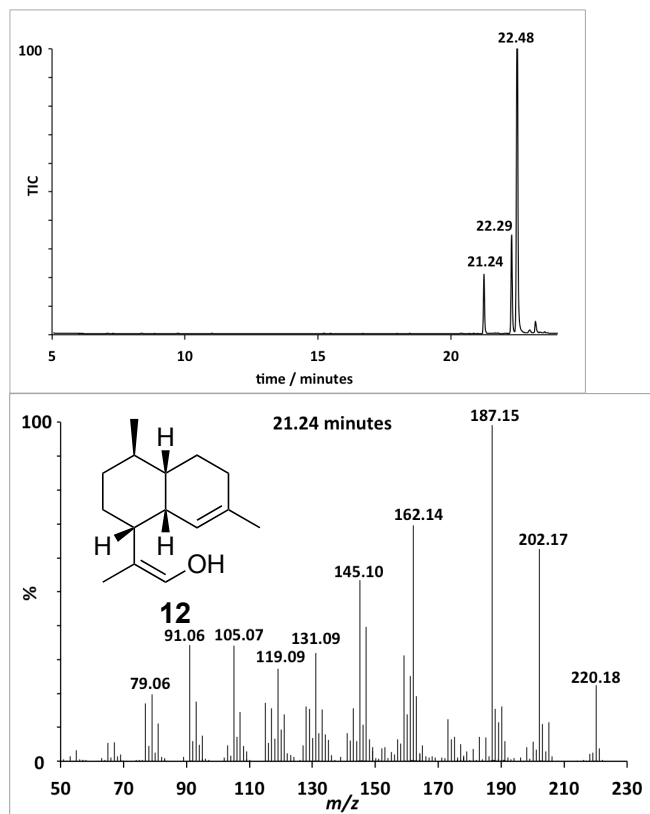 22.48
100
TIC
22.29
21.24
5 10 15 20
time / minutes
100
21.24 minutes
187.15
H
162.14
202.17
145.10
H
H
OH
%
12
91.06
105.07
131.09
119.09
79.06
220.18
0
50 70 90 110 130 150 170 190 210 230
m/z